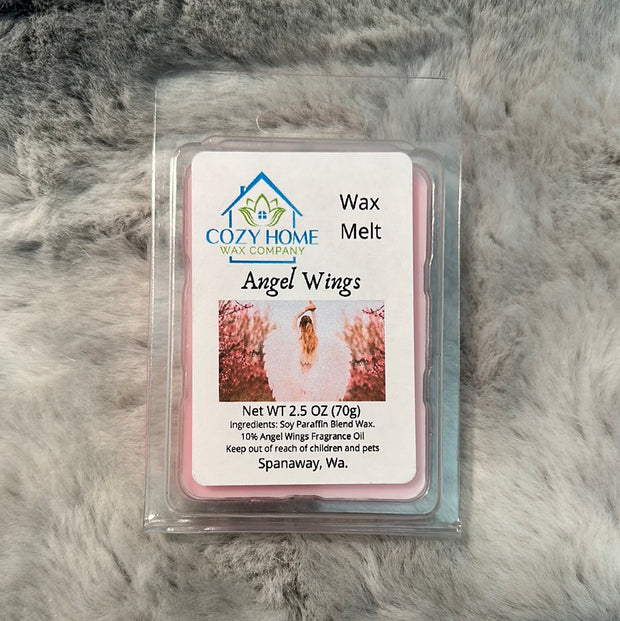 COZY HOME
WAX COMPANY
Wax
Melt
Angel Wings
Net WT 2.5 OZ (70g)
Ingredients: Soy Paraffin Blend Wax.
10% Angel Wings Fragrance Oil
Keep out of reach of children and pets
Spanaway, Wa.